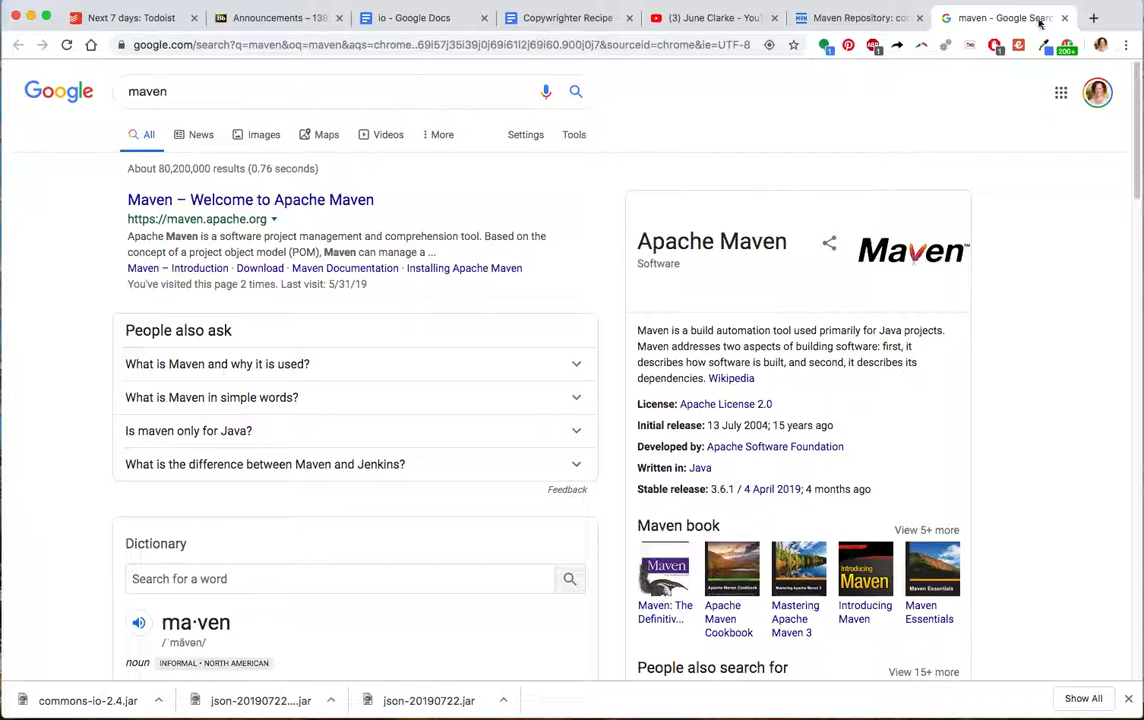 Next 7 days: Todoist
Announcements – 139
io - Google Docs
Copywrighter Recipe
(3) June Clarke - YouT
Maven Repository: co
maven - Google Searc
google.com/search?q=maven&oq=maven&aqs=chrome..69i57j35i39j0j69i61l2j69i60.900j0j7&sourceid=chrome&ie=UTF-8
Google
maven
All
News
Images
Maps
Videos
More
Settings
Tools
About 80,200,000 results (0.76 seconds)
Maven – Welcome to Apache Maven
https://maven.apache.org
Apache Maven is a software project management and comprehension tool. Based on the
concept of a project object model (POM), Maven can manage a ...
Maven – Introduction · Download · Maven Documentation · Installing Apache Maven
You've visited this page 2 times. Last visit: 5/31/19
People also ask
What is Maven and why it is used?
What is Maven in simple words?
Is maven only for Java?
What is the difference between Maven and Jenkins?
Feedback
Dictionary
Search for a word
ma·ven
/ˈmāvən/
noun
INFORMAL • NORTH AMERICAN
Apache Maven
Software
Maven™
Maven is a build automation tool used primarily for Java projects.
Maven addresses two aspects of building software: first, it
describes how software is built, and second, it describes its
dependencies. Wikipedia
License: Apache License 2.0
Initial release: 13 July 2004; 15 years ago
Developed by: Apache Software Foundation
Written in: Java
Stable release: 3.6.1 / 4 April 2019; 4 months ago
Maven book
View 5+ more
Maven: The
Definitiv...
Apache
Maven
Cookbook
Mastering
Apache
Maven 3
Introducing
Maven
Maven
Essentials
People also search for
View 15+ more
commons-io-2.4.jar
json-20190722....jar
json-20190722.jar
Show All